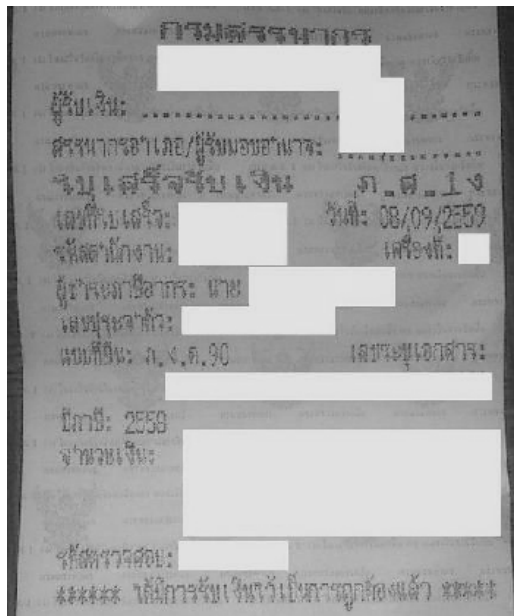 กรมสรรพากร
ผู้รับเงิน:
สรรพากรอำเภอ/ผู้รับมอบอำนาจ:
ใบเสร็จรับเงิน ภ.ส.1ง
เลขที่ใบเสร็จ: วันที่: 08/09/2559
รหัสสำนักงาน: เครื่องที่:
ผู้ชำระภาษีอากร: นาย
เลขประจำตัว:
แบบที่ยื่น: ภ.ง.ด.90 เลขระบุเอกสาร:
ปีภาษี: 2558
จำนวนเงิน:
รหัสตรวจสอบ:
****** ได้มีการรับเงินไว้เป็นการถูกต้องแล้ว *****